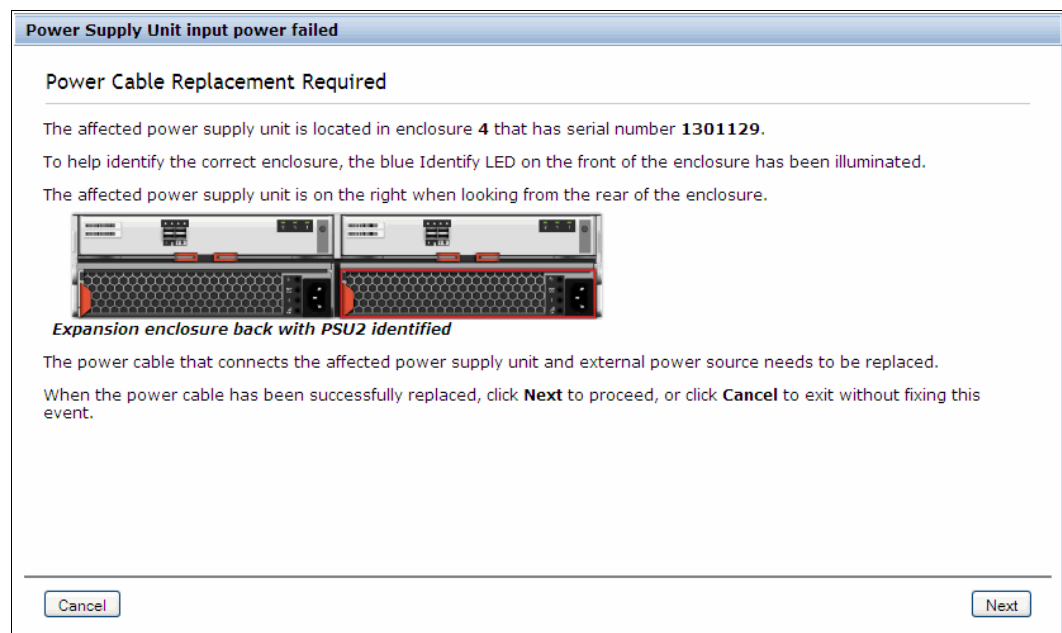 Power Supply Unit input power failed
Power Cable Replacement Required
The affected power supply unit is located in enclosure 4 that has serial number 1301129.
To help identify the correct enclosure, the blue Identify LED on the front of the enclosure has been illuminated.
The affected power supply unit is on the right when looking from the rear of the enclosure.
Expansion enclosure back with PSU2 identified
The power cable that connects the affected power supply unit and external power source needs to be replaced.
When the power cable has been successfully replaced, click Next to proceed, or click Cancel to exit without fixing this
event.
Cancel
Next